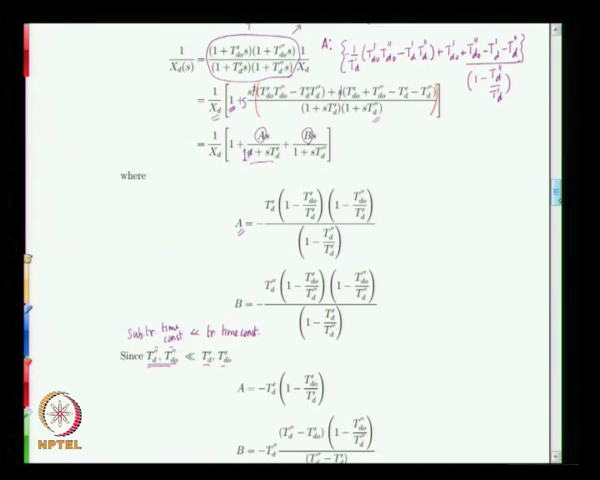 1/X_d(s) = (1 + T'_do s)(1 + T''_do s) / (1 + T'_d s)(1 + T''_d s) 1/X_d
A: {-1/T'_d (T'_do T''_do - T'_d T''_d) + T'_do + T''_do - T'_d - T''_d} / (1 - T''_d/T'_d)
= 1/X_d [1 + s s²(T'_do T''_do - T'_d T''_d) + s(T'_do + T''_do - T'_d - T''_d) / (1 + sT'_d)(1 + sT''_d)]
= 1/X_d [1 + As / 1 + sT'_d + Bs / 1 + sT''_d]
where
A = - T'_d (1 - T'_do/T'_d)(1 - T''_do/T'_d) / (1 - T''_d/T'_d)
B = - T''_d (1 - T'_do/T''_d)(1 - T''_do/T''_d) / (1 - T'_d/T''_d)
subtr. time const << tr time const.
Since T''_d, T''_do ≪ T'_d, T'_do
A = -T'_d (1 - T'_do/T'_d)
B = -T''_d (T''_d - T'_do)(1 - T''_do/T''_d) / (T''_d - T'_d)
NPTEL